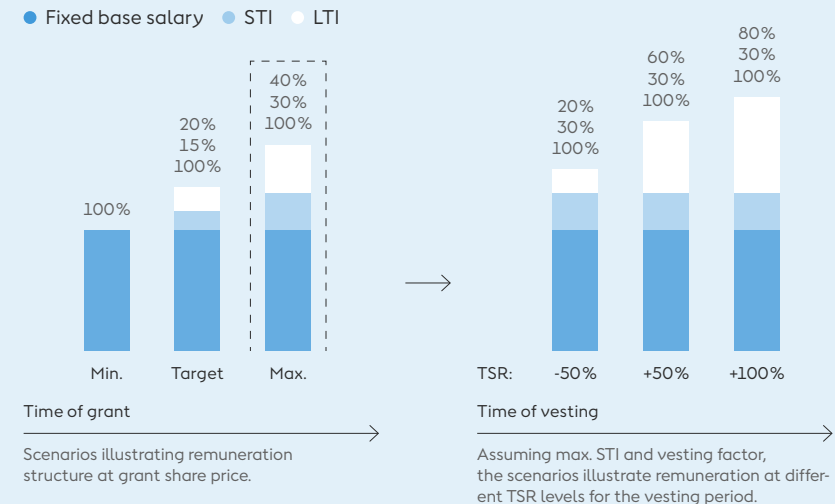 Fixed base salary STI LTI
40%
30%
100%
20%
15%
100%
100%
Min. Target Max.
Time of grant
Scenarios illustrating remuneration
structure at grant share price.
80%
30%
100%
60%
30%
100%
20%
30%
100%
TSR: -50% +50% +100%
Time of vesting
Assuming max. STI and vesting factor,
the scenarios illustrate remuneration at differ-
ent TSR levels for the vesting period.